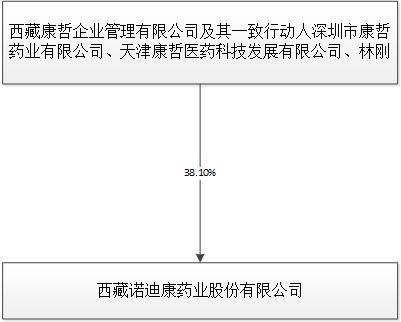 西藏康哲企业管理有限公司及其一致行动人深圳市康哲
药业有限公司、天津康哲医药科技发展有限公司、林刚
38.10%
西藏诺迪康药业股份有限公司